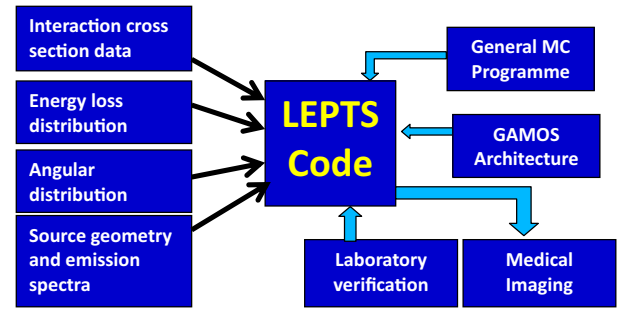 Interaction cross
section data
Energy loss
distribution
Angular
distribution
Source geometry
and emission
spectra
LEPTS
Code
General MC
Programme
GAMOS
Architecture
Laboratory
verification
Medical
Imaging